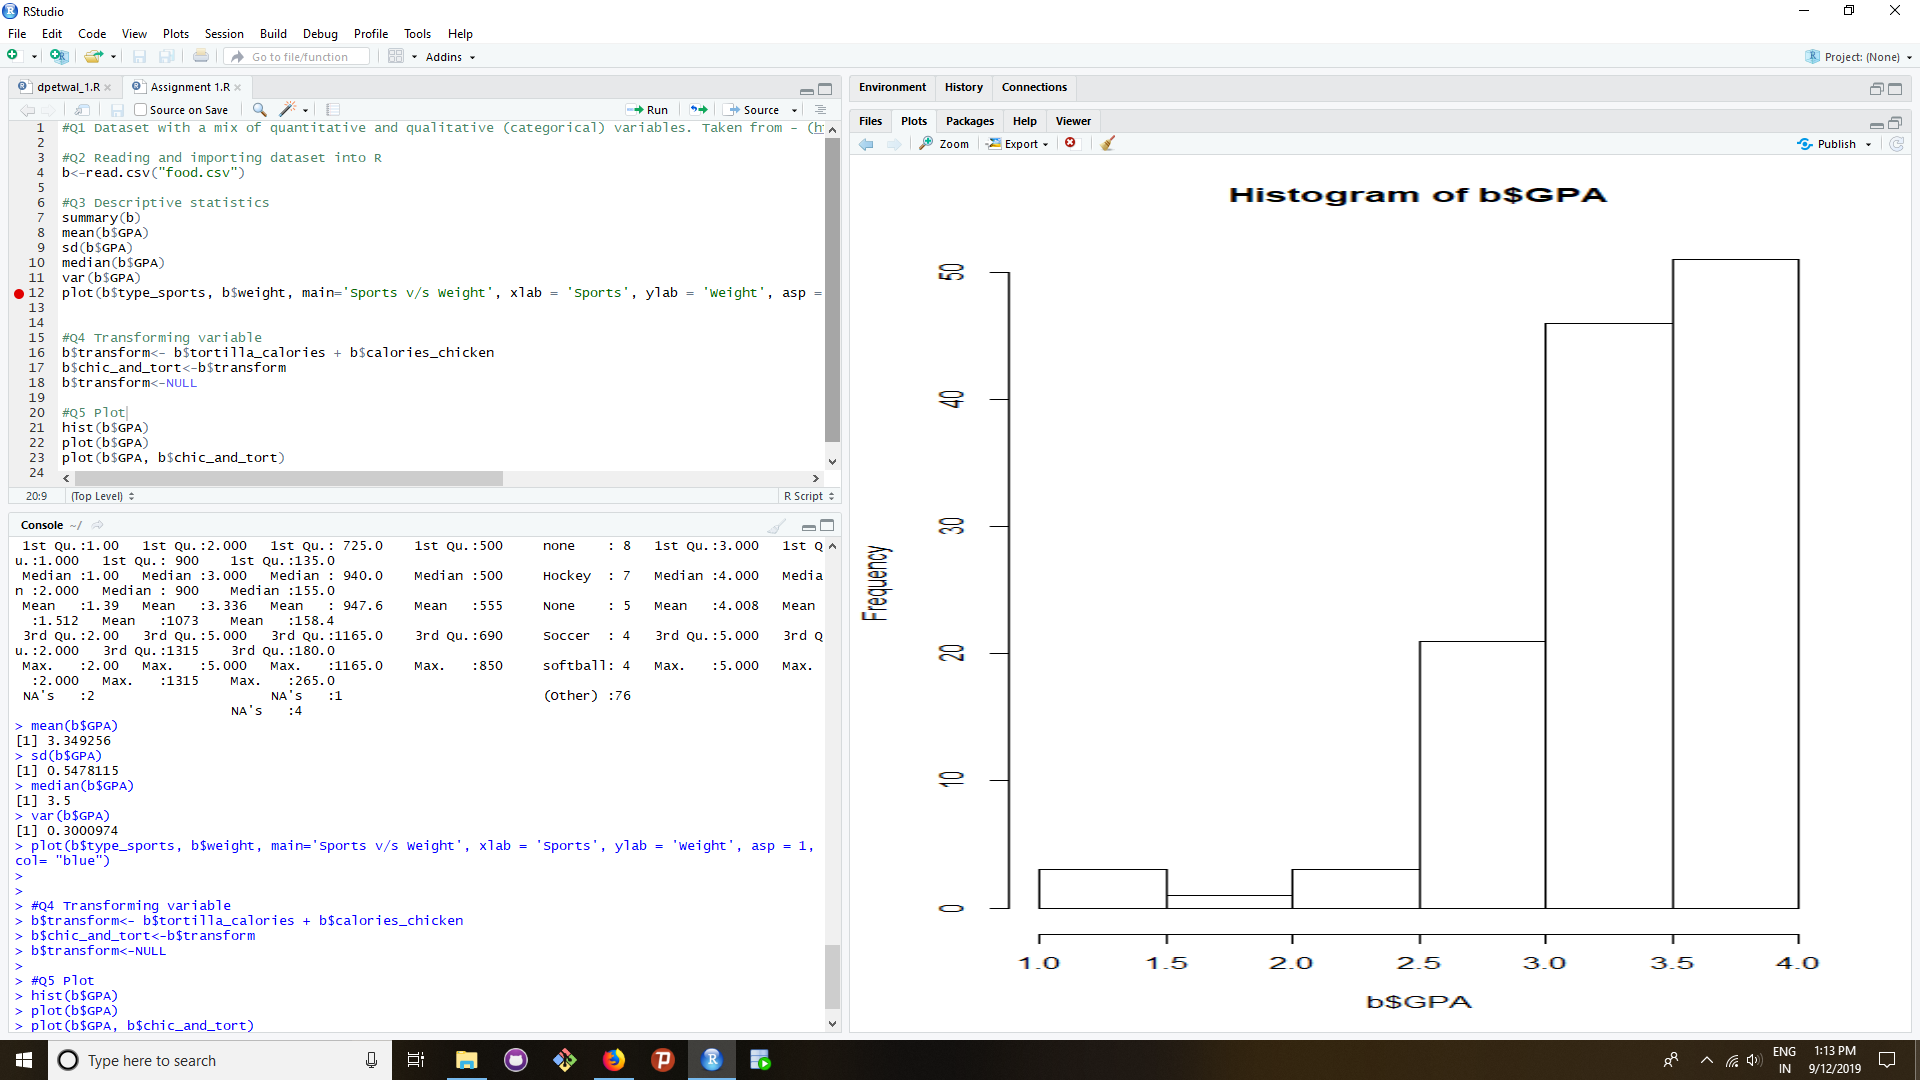 RStudio
File Edit Code View Plots Session Build Debug Profile Tools Help
Go to file/function Addins Project: (None)
dpetwal_1.R Assignment 1.R
Source on Save Run Source
1 #Q1 Dataset with a mix of quantitative and qualitative (categorical) variables. Taken from - (h
2
3 #Q2 Reading and importing dataset into R
4 b<-read.csv("food.csv")
5
6 #Q3 Descriptive statistics
7 summary(b)
8 mean(b$GPA)
9 sd(b$GPA)
10 median(b$GPA)
11 var(b$GPA)
12 plot(b$type_sports, b$weight, main='Sports v/s Weight', xlab = 'Sports', ylab = 'Weight', asp =
13
14
15 #Q4 Transforming variable
16 b$transform<- b$tortilla_calories + b$calories_chicken
17 b$chic_and_tort<-b$transform
18 b$transform<-NULL
19
20 #Q5 Plot
21 hist(b$GPA)
22 plot(b$GPA)
23 plot(b$GPA, b$chic_and_tort)
24
20:9 (Top Level) R Script
Console ~/
1st Qu.:1.00 1st Qu.:2.000 1st Qu.: 725.0 1st Qu.:500 none : 8 1st Qu.:3.000 1st Q
u.:1.000 1st Qu.: 900 1st Qu.:135.0
Median :1.00 Median :3.000 Median : 940.0 Median :500 Hockey : 7 Median :4.000 Media
n :2.000 Median : 900 Median :155.0
Mean :1.39 Mean :3.336 Mean : 947.6 Mean :555 None : 5 Mean :4.008 Mean
:1.512 Mean :1073 Mean :158.4
3rd Qu.:2.00 3rd Qu.:5.000 3rd Qu.:1165.0 3rd Qu.:690 Soccer : 4 3rd Qu.:5.000 3rd Q
u.:2.000 3rd Qu.:1315 3rd Qu.:180.0
Max. :2.00 Max. :5.000 Max. :1165.0 Max. :850 softball: 4 Max. :5.000 Max.
:2.000 Max. :1315 Max. :265.0
NA's :2 NA's :1 (Other) :76
NA's :4
> mean(b$GPA)
[1] 3.349256
> sd(b$GPA)
[1] 0.5478115
> median(b$GPA)
[1] 3.5
> var(b$GPA)
[1] 0.3000974
> plot(b$type_sports, b$weight, main='Sports v/s Weight', xlab = 'Sports', ylab = 'Weight', asp = 1,
col= "blue")
>
>
> #Q4 Transforming variable
> b$transform<- b$tortilla_calories + b$calories_chicken
> b$chic_and_tort<-b$transform
> b$transform<-NULL
>
> #Q5 Plot
> hist(b$GPA)
> plot(b$GPA)
> plot(b$GPA, b$chic_and_tort)
Environment History Connections
Files Plots Packages Help Viewer
Zoom Export Publish
Histogram of b$GPA
50
40
30
20
10
0
Frequency
1.0 1.5 2.0 2.5 3.0 3.5 4.0
b$GPA
Type here to search
ENG
IN
1:13 PM
9/12/2019